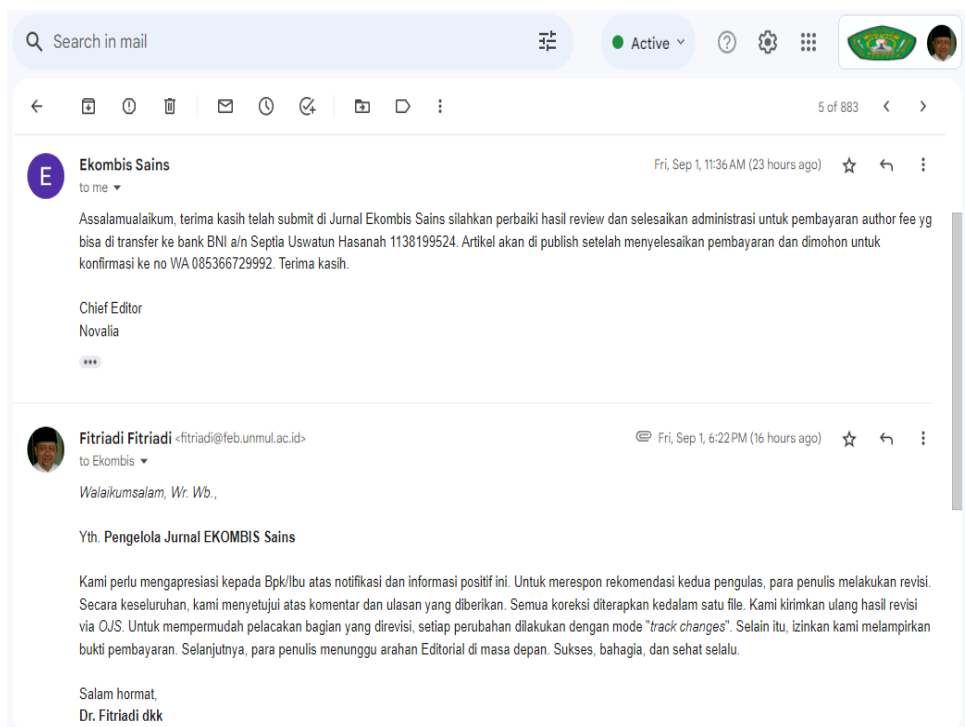 Search in mail
Active
5 of 883
E
Ekombis Sains
Fri, Sep 1, 11:36 AM (23 hours ago)
to me
Assalamualaikum, terima kasih telah submit di Jurnal Ekombis Sains silahkan perbaiki hasil review dan selesaikan administrasi untuk pembayaran author fee yg
bisa di transfer ke bank BNI a/n Septia Uswatun Hasanah 1138199524. Artikel akan di publish setelah menyelesaikan pembayaran dan dimohon untuk
konfirmasi ke no WA 085366729992. Terima kasih.
Chief Editor
Novalia
Fitriadi Fitriadi <fitriadi@feb.unmul.ac.id>
Fri, Sep 1, 6:22 PM (16 hours ago)
to Ekombis
Walaikumsalam, Wr. Wb.,
Yth. Pengelola Jurnal EKOMBIS Sains
Kami perlu mengapresiasi kepada Bpk/Ibu atas notifikasi dan informasi positif ini. Untuk merespon rekomendasi kedua pengulas, para penulis melakukan revisi.
Secara keseluruhan, kami menyetujui atas komentar dan ulasan yang diberikan. Semua koreksi diterapkan kedalam satu file. Kami kirimkan ulang hasil revisi
via OJS. Untuk mempermudah pelacakan bagian yang direvisi, setiap perubahan dilakukan dengan mode "track changes". Selain itu, izinkan kami melampirkan
bukti pembayaran. Selanjutnya, para penulis menunggu arahan Editorial di masa depan. Sukses, bahagia, dan sehat selalu.
Salam hormat,
Dr. Fitriadi dkk